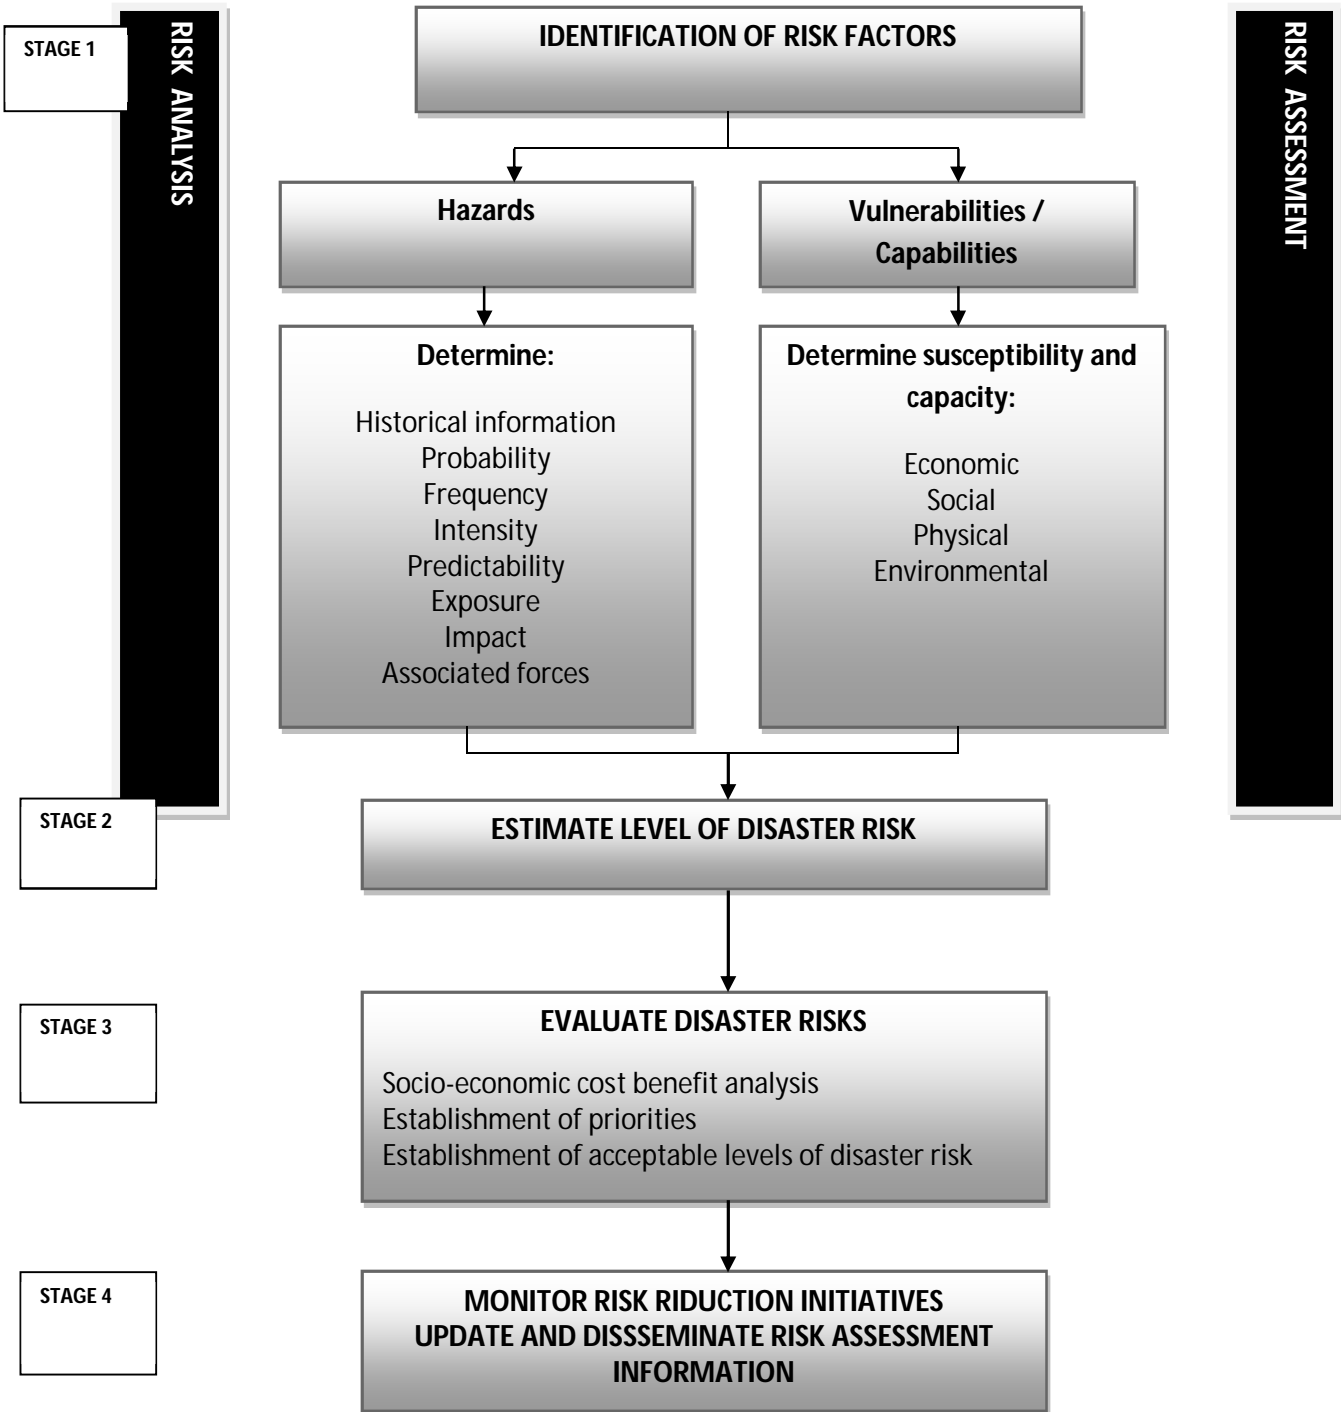 STAGE 1
RISK ANALYSIS
IDENTIFICATION OF RISK FACTORS
RISK ASSESSMENT
Hazards
Vulnerabilities /
Capabilities
Determine:
Historical information
Probability
Frequency
Intensity
Predictability
Exposure
Impact
Associated forces
Determine susceptibility and
capacity:
Economic
Social
Physical
Environmental
STAGE 2
ESTIMATE LEVEL OF DISASTER RISK
STAGE 3
EVALUATE DISASTER RISKS
Socio-economic cost benefit analysis
Establishment of priorities
Establishment of acceptable levels of disaster risk
STAGE 4
MONITOR RISK RIDUCTION INITIATIVES
UPDATE AND DISSSEMINATE RISK ASSESSMENT
INFORMATION